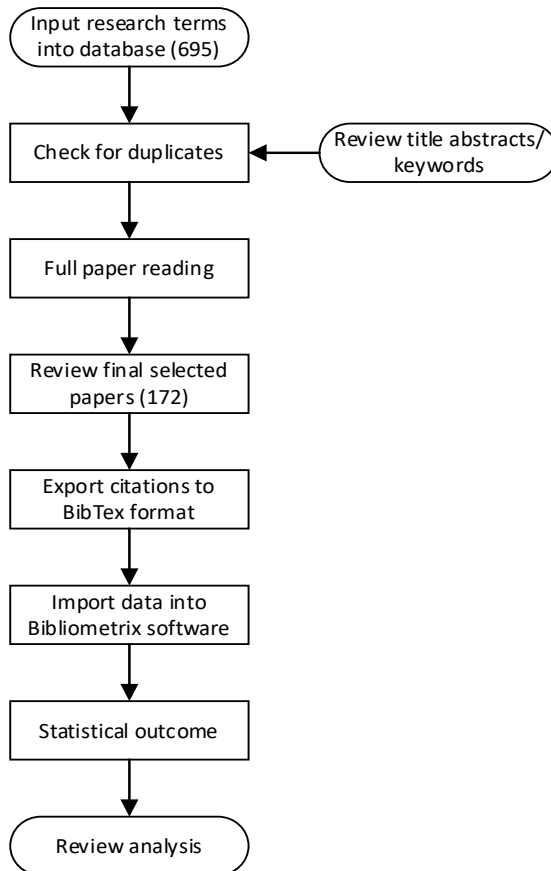 Input research terms
into database (695)
Check for duplicates
Review title abstracts/
keywords
Full paper reading
Review final selected
papers (172)
Export citations to
BibTex format
Import data into
Bibliometrix software
Statistical outcome
Review analysis